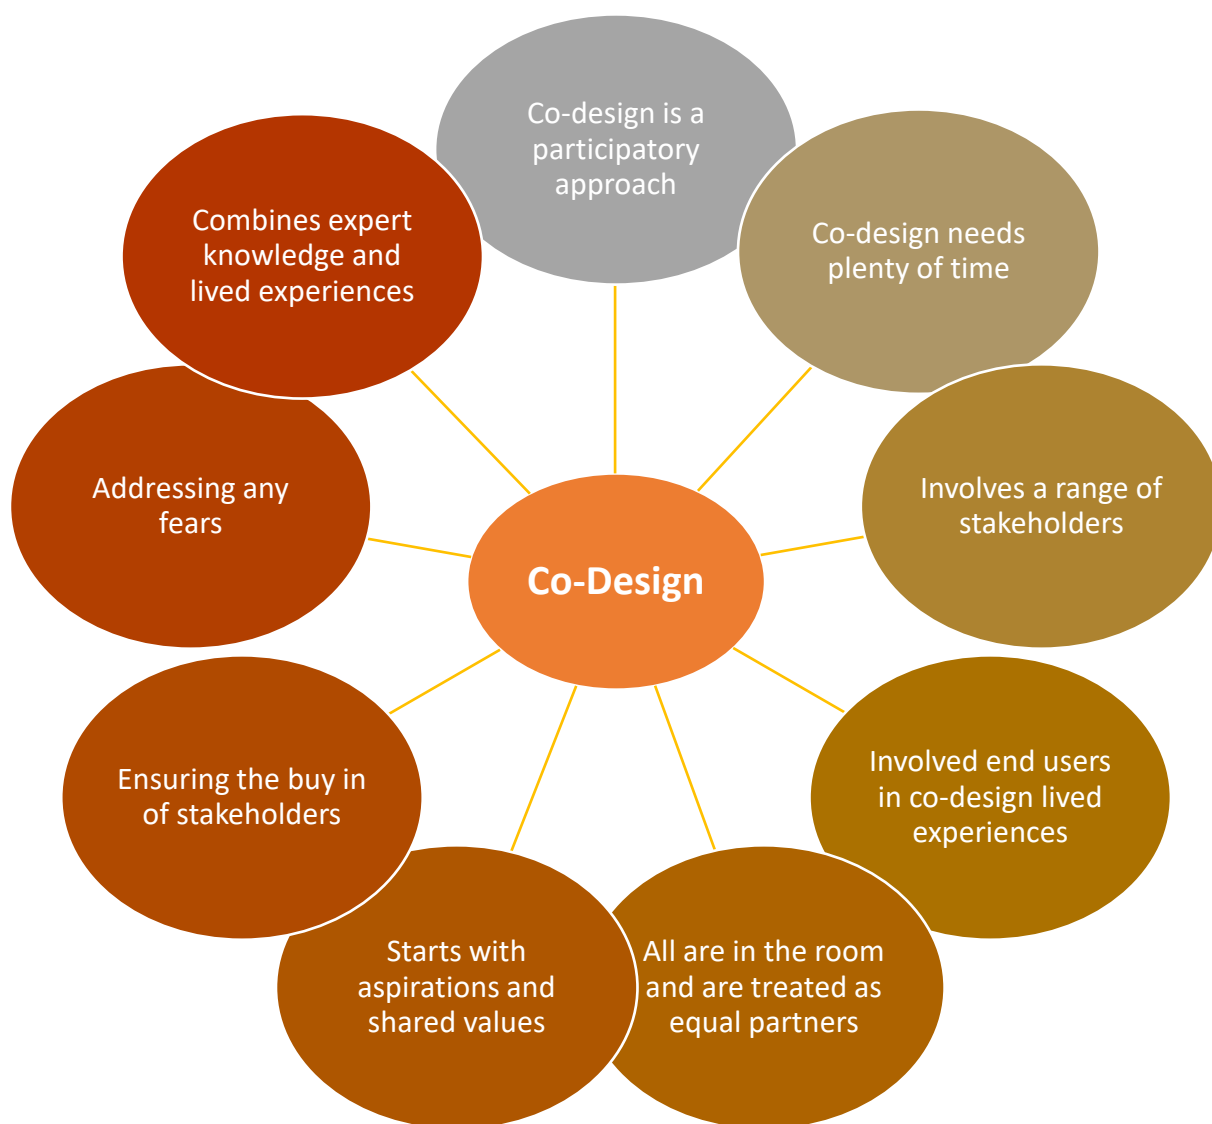 Co-design is a
participatory
approach
Co-design needs
plenty of time
Involves a range of
stakeholders
Involved end users
in co-design lived
experiences
All are in the room
and are treated as
equal partners
Starts with
aspirations and
shared values
Ensuring the buy in
of stakeholders
Addressing any
fears
Combines expert
knowledge and
lived experiences
Co-Design